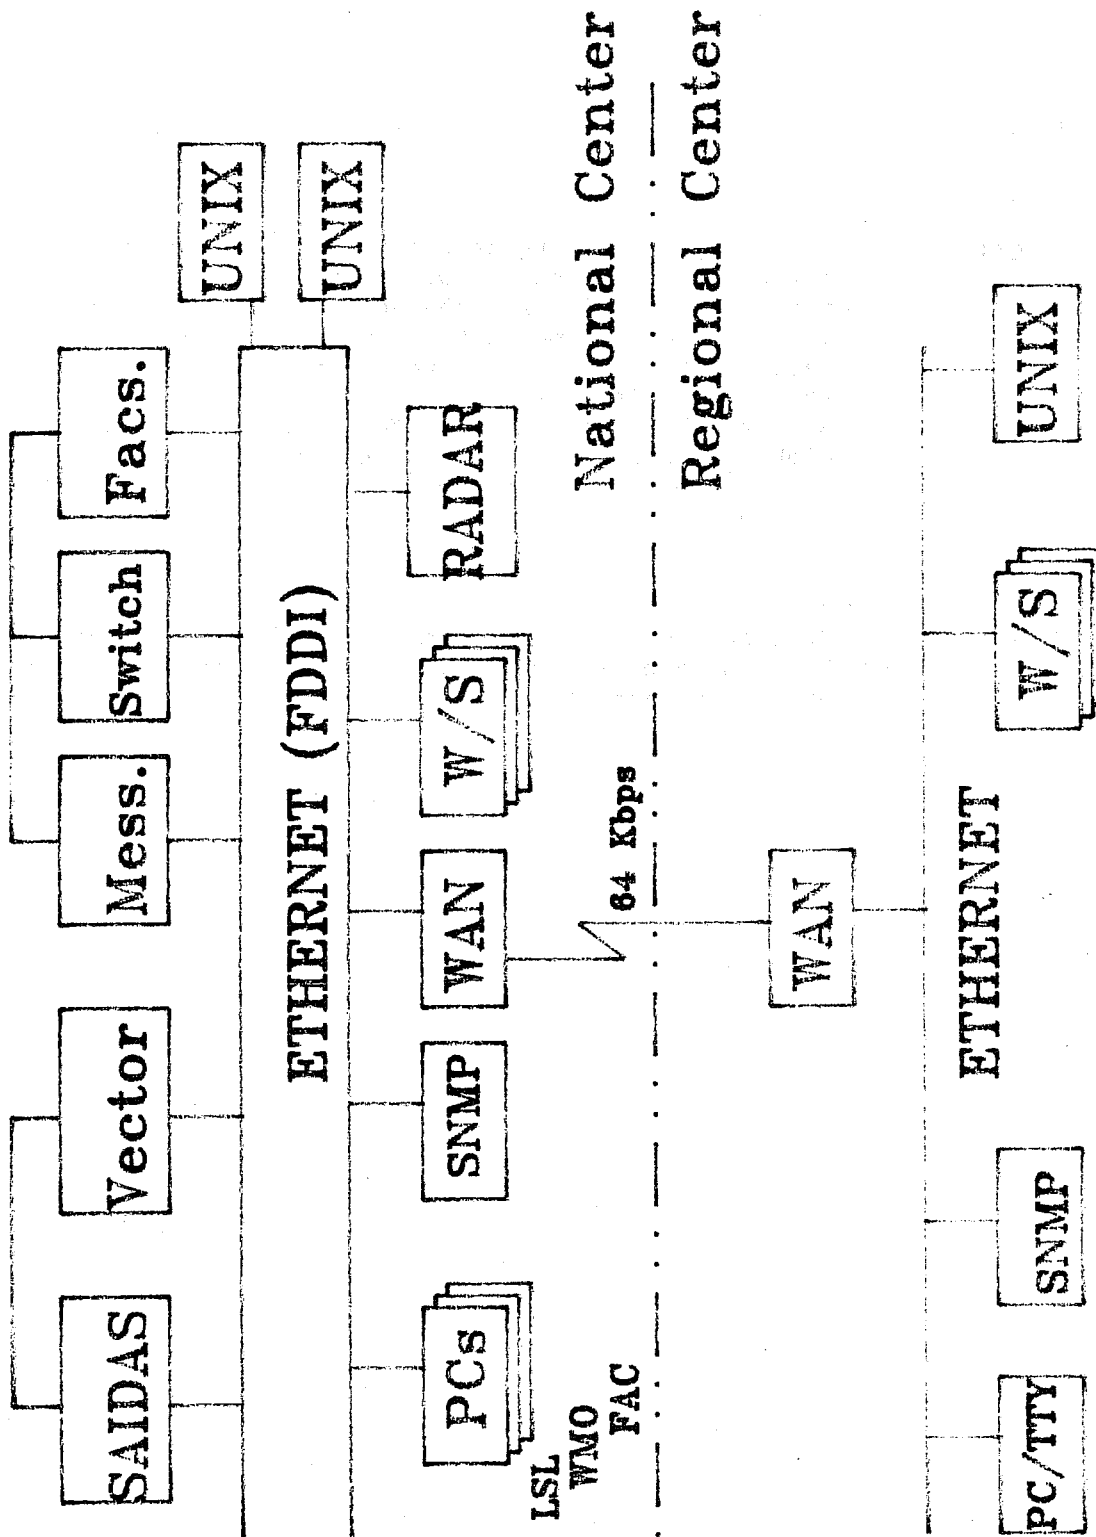 SAIDAS
Vector
Mess.
Switch
Facs.
UNIX
UNIX
ETHERNET (FDDI)
PCs
SNMP
WAN
W/S
RADAR
LSL
WMO
FAC
64 Kbps
National Center
Regional Center
WAN
ETHERNET
PC/TTY
SNMP
W/S
UNIX